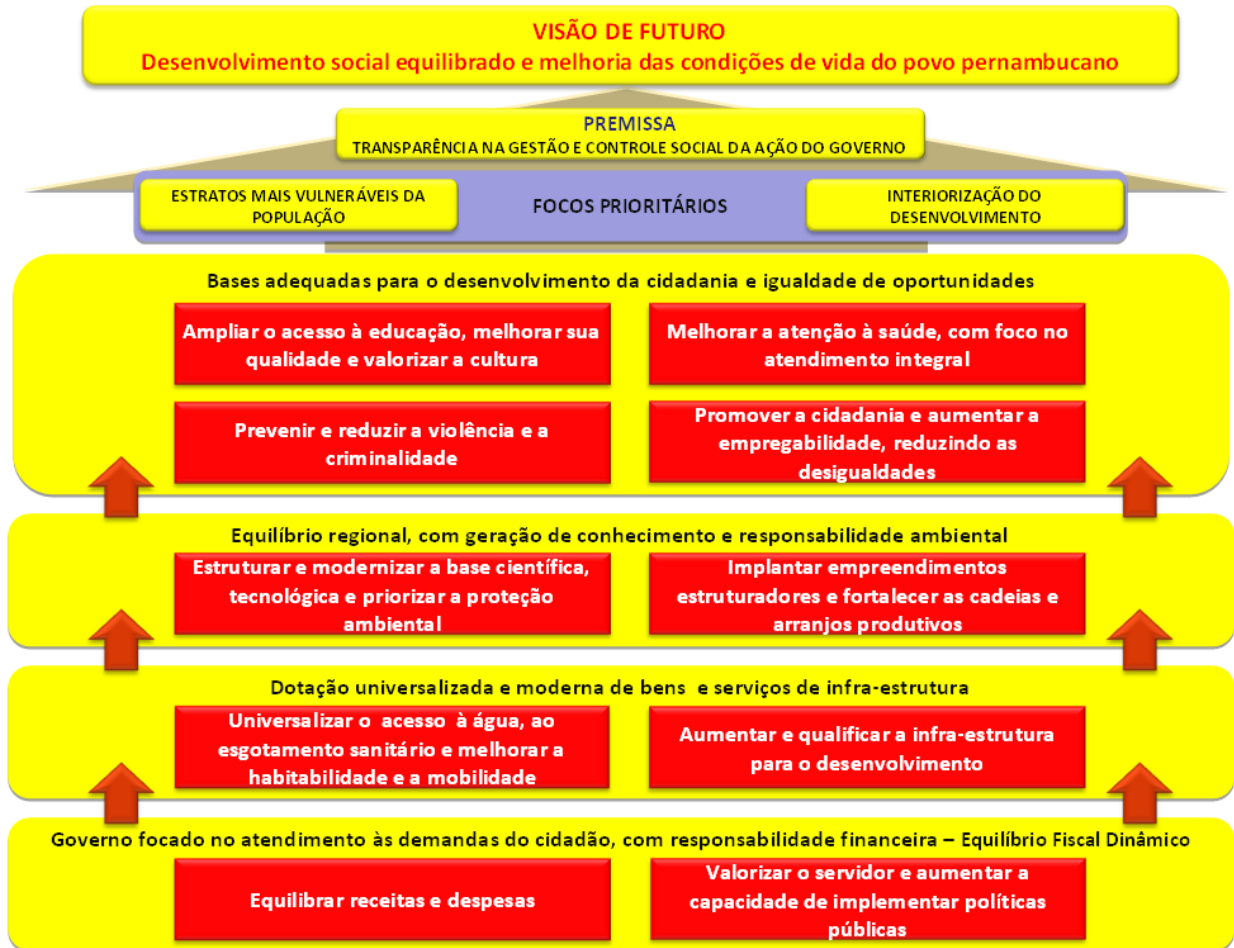 VISÃO DE FUTURO
Desenvolvimento social equilibrado e melhoria das condições de vida do povo pernambucano
PREMISSA
TRANSPARÊNCIA NA GESTÃO E CONTROLE SOCIAL DA AÇÃO DO GOVERNO
ESTRATOS MAIS VULNERÁVEIS DA
POPULAÇÃO
FOCOS PRIORITÁRIOS
INTERIORIZAÇÃO DO
DESENVOLVIMENTO
Bases adequadas para o desenvolvimento da cidadania e igualdade de oportunidades
Ampliar o acesso à educação, melhorar sua
qualidade e valorizar a cultura
Melhorar a atenção à saúde, com foco no
atendimento integral
Prevenir e reduzir a violência e a
criminalidade
Promover a cidadania e aumentar a
empregabilidade, reduzindo as
desigualdades
Equilíbrio regional, com geração de conhecimento e responsabilidade ambiental
Estruturar e modernizar a base científica,
tecnológica e priorizar a proteção
ambiental
Implantar empreendimentos
estruturadores e fortalecer as cadeias e
arranjos produtivos
Dotação universalizada e moderna de bens e serviços de infra-estrutura
Universalizar o acesso à água, ao
esgotamento sanitário e melhorar a
habitabilidade e a mobilidade
Aumentar e qualificar a infra-estrutura
para o desenvolvimento
Governo focado no atendimento às demandas do cidadão, com responsabilidade financeira – Equilíbrio Fiscal Dinâmico
Equilibrar receitas e despesas
Valorizar o servidor e aumentar a
capacidade de implementar políticas
públicas